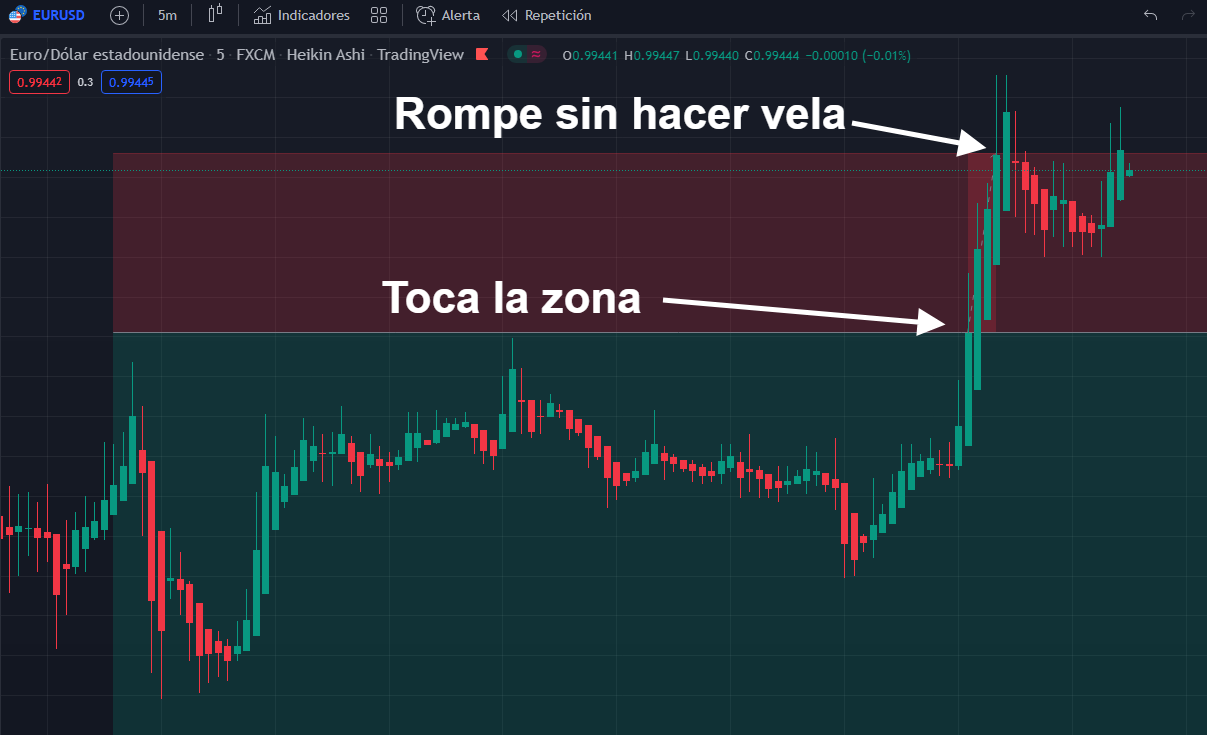 EURUSD 5m Indicadores Alerta Repetición
Euro/Dólar estadounidense · 5 · FXCM · Heikin Ashi · TradingView O0.99441 H0.99447 L0.99440 C0.99444 −0.00010 (−0.01%)
0.99442 0.3 0.99445
Rompe sin hacer vela
Toca la zona